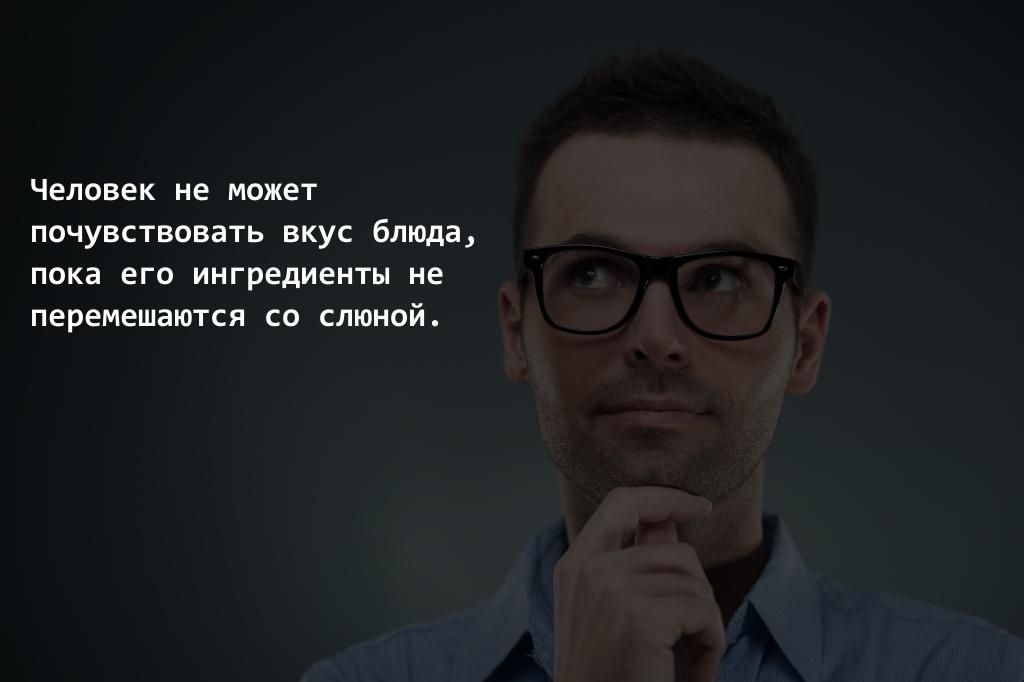 Человек не может
почувствовать вкус блюда,
пока его ингредиенты не
перемешаются со слюной.